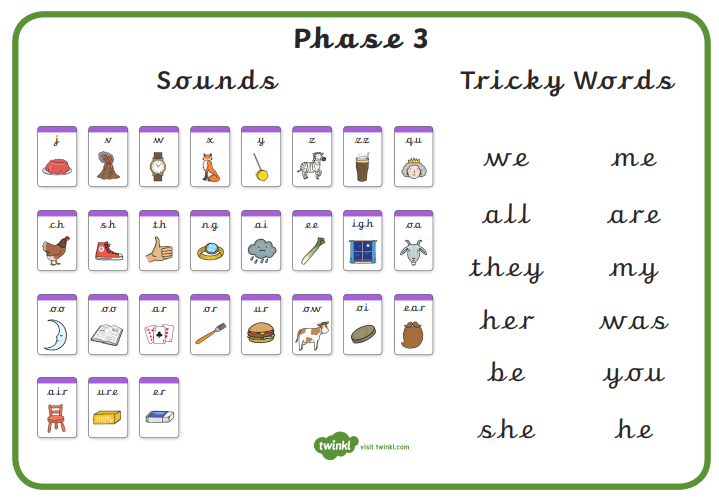 Phase 3
Sounds
Tricky Words
j v w x y z zz qu
ch sh th ng ai ee igh oa
oo oo ar or ur ow oi ear
air ure er
100%
we me
all are
they my
her was
be you
she he
twinkl visit twinkl.com